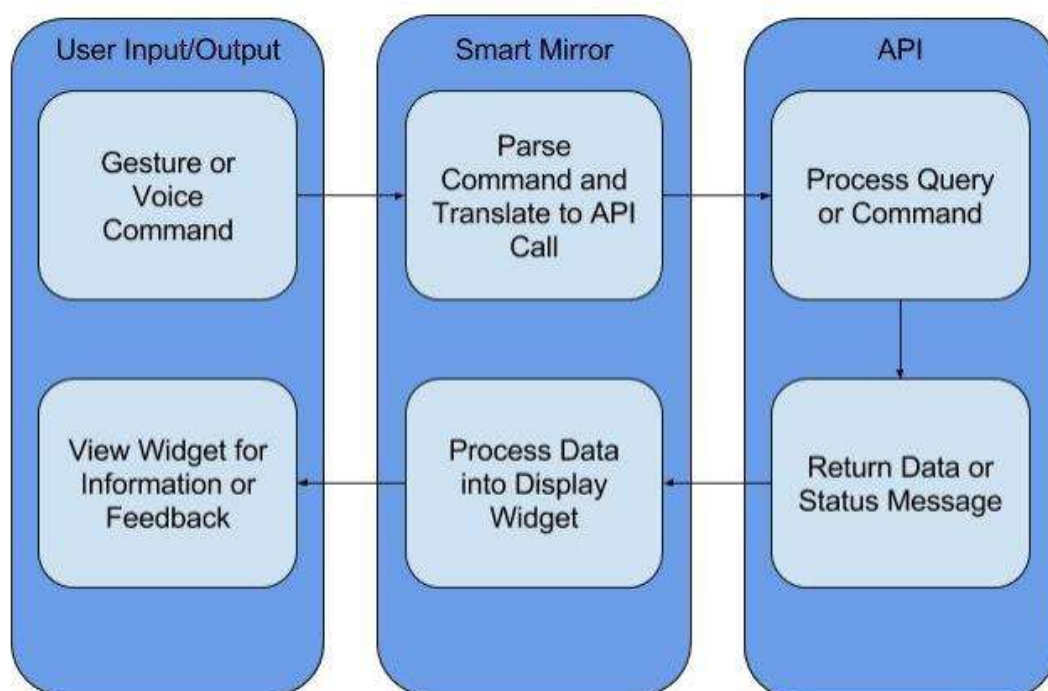 User Input/Output
Smart Mirror
API
Gesture or
Voice
Command
Parse
Command and
Translate to API
Call
Process Query
or Command
View Widget for
Information or
Feedback
Process Data
into Display
Widget
Return Data or
Status Message